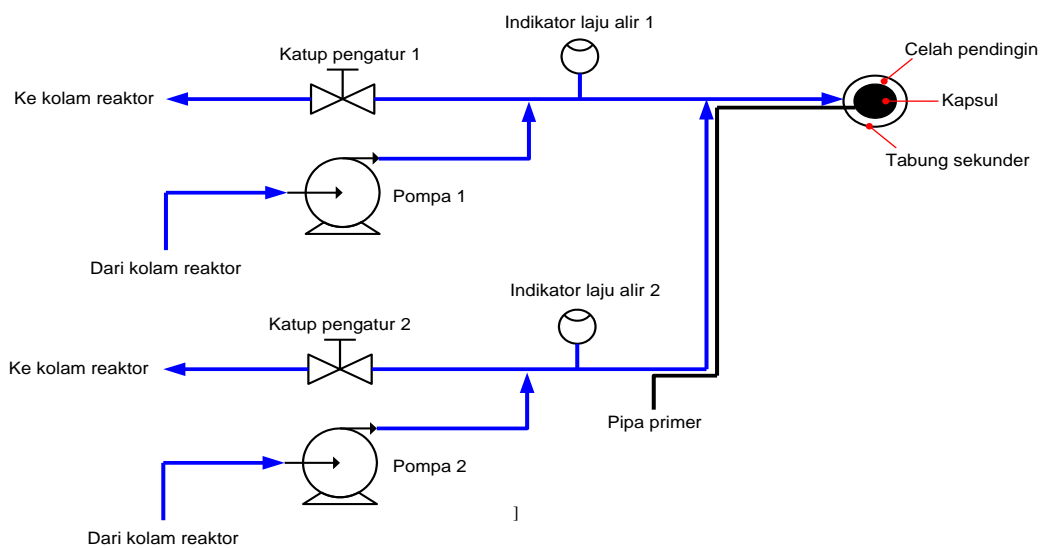 Indikator laju alir 1
Katup pengatur 1
Celah pendingin
Ke kolam reaktor
Kapsul
Tabung sekunder
Pompa 1
Dari kolam reaktor
Indikator laju alir 2
Katup pengatur 2
Ke kolam reaktor
Pipa primer
Pompa 2
]
Dari kolam reaktor